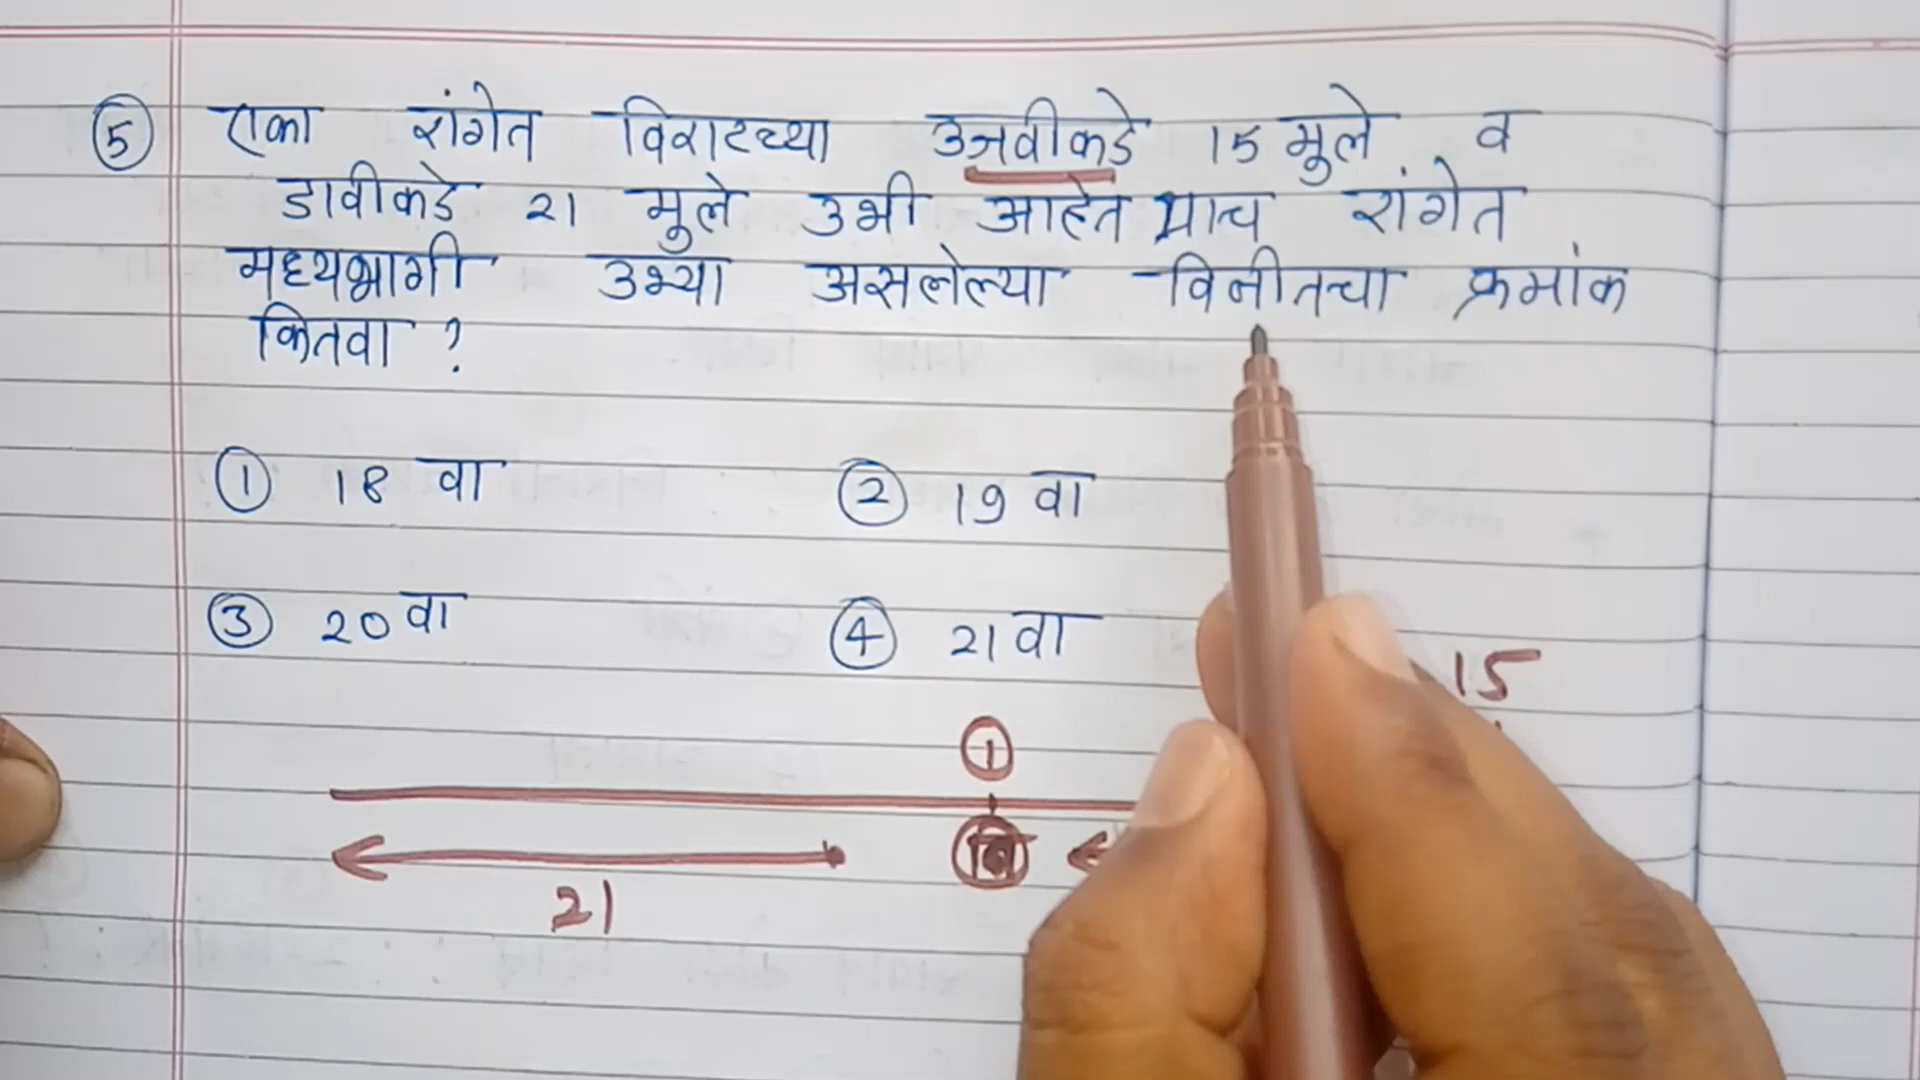 ⑤ एका रांगेत विराटच्या उजवीकडे 15 मुले व
डावीकडे 21 मुले उभी आहेत याच रांगेत
मध्यभागी उभ्या असलेल्या विनीतचा क्रमांक
कितवा ?
① 18 वा ② 19 वा
③ 20 वा ④ 21 वा
15
①
21